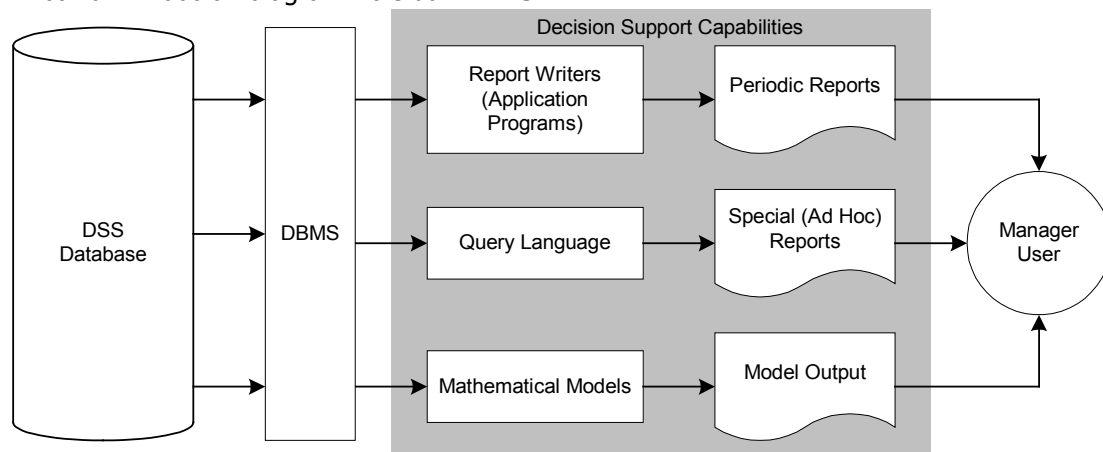 Decision Support Capabilities
Report Writers
(Application
Programs)
Periodic Reports
DSS
Database
DBMS
Query Language
Special (Ad Hoc)
Reports
Manager
User
Mathematical Models
Model Output